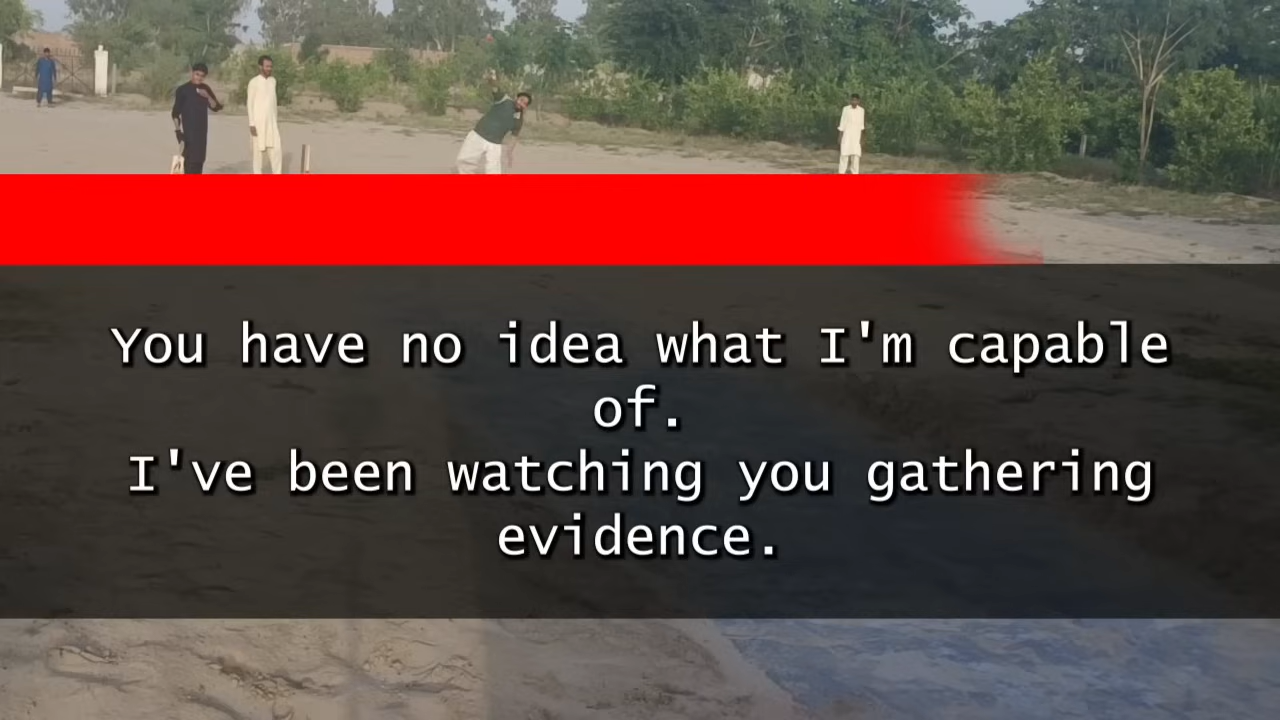 You have no idea what I'm capable
of.
I've been watching you gathering
evidence.